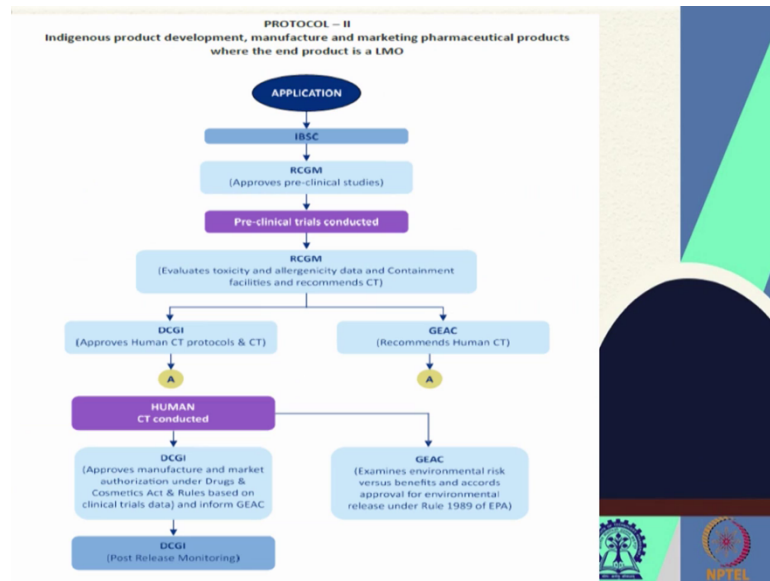 PROTOCOL – II
Indigenous product development, manufacture and marketing pharmaceutical products
where the end product is a LMO
APPLICATION
IBSC
RCGM
(Approves pre-clinical studies)
Pre-clinical trials conducted
RCGM
(Evaluates toxicity and allergenicity data and Containment
facilities and recommends CT)
DCGI
(Approves Human CT protocols & CT)
GEAC
(Recommends Human CT)
A
A
HUMAN
CT conducted
DCGI
(Approves manufacture and market
authorization under Drugs &
Cosmetics Act & Rules based on
clinical trials data) and inform GEAC
GEAC
(Examines environmental risk
versus benefits and accords
approval for environmental
release under Rule 1989 of EPA)
DCGI
(Post Release Monitoring)
NPTEL